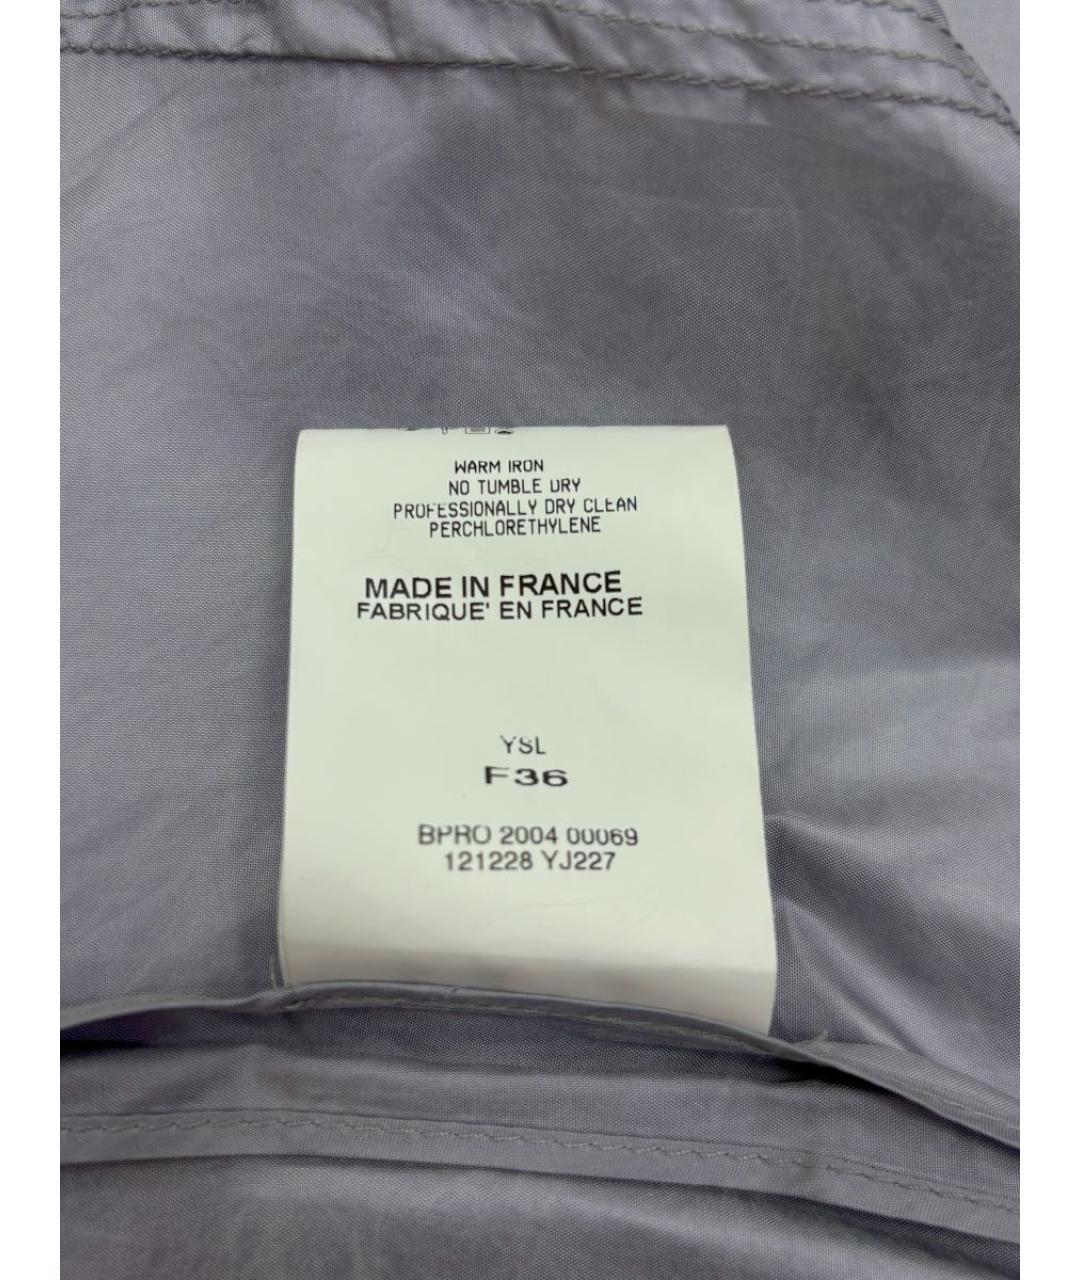 WARM IRON
NO TUMBLE DRY
PROFESSIONALLY DRY CLEAN
PERCHLORETHYLENE
MADE IN FRANCE
FABRIQUE' EN FRANCE
YSL
F36
BPRO 2004 00069
121228 YJ227